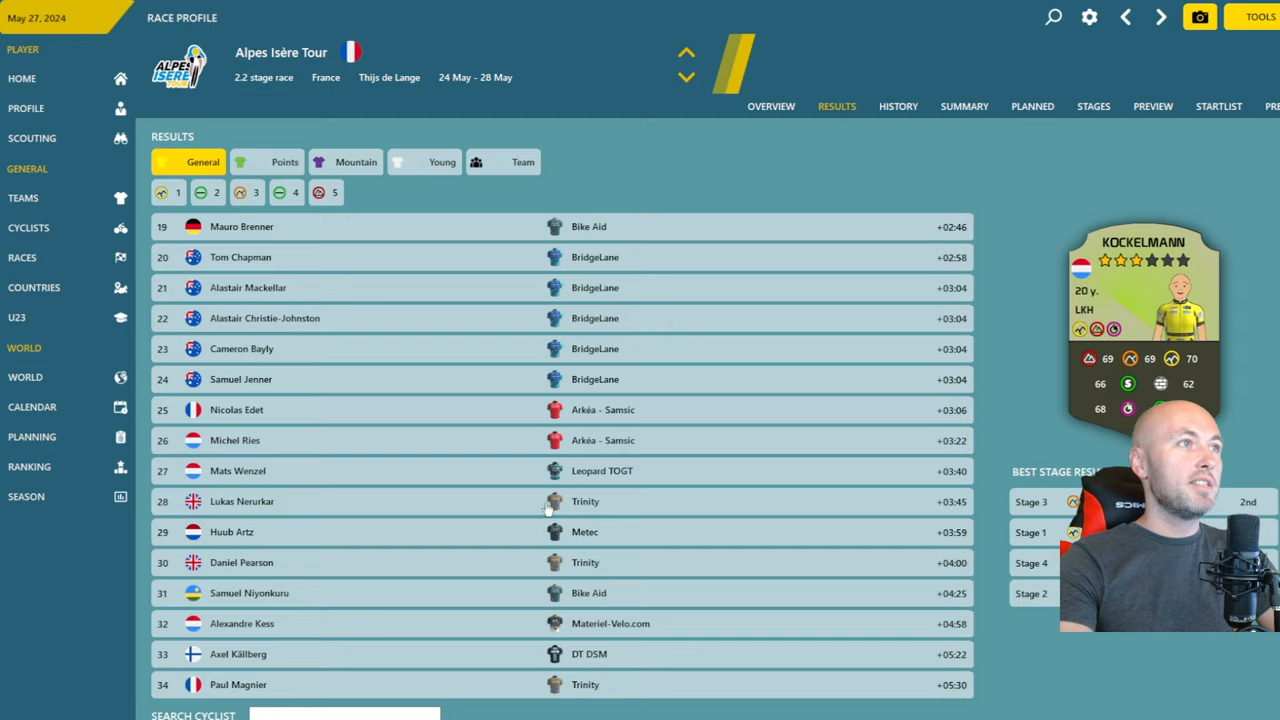 May 27, 2024
RACE PROFILE
TOOLS
PLAYER
HOME
PROFILE
SCOUTING
GENERAL
TEAMS
CYCLISTS
RACES
COUNTRIES
U23
WORLD
WORLD
CALENDAR
PLANNING
RANKING
SEASON
ALPES ISÈRE TOUR
Alpes Isère Tour
2.2 stage race France Thijs de Lange 24 May - 28 May
OVERVIEW RESULTS HISTORY SUMMARY PLANNED STAGES PREVIEW STARTLIST PRE
RESULTS
General Points Mountain Young Team
1 2 3 4 5
19 Mauro Brenner Bike Aid +02:46
20 Tom Chapman BridgeLane +02:58
21 Alastair Mackellar BridgeLane +03:04
22 Alastair Christie-Johnston BridgeLane +03:04
23 Cameron Bayly BridgeLane +03:04
24 Samuel Jenner BridgeLane +03:04
25 Nicolas Edet Arkéa - Samsic +03:06
26 Michel Ries Arkéa - Samsic +03:22
27 Mats Wenzel Leopard TOGT +03:40
28 Lukas Nerurkar Trinity +03:45
29 Huub Artz Metec +03:59
30 Daniel Pearson Trinity +04:00
31 Samuel Niyonkuru Bike Aid +04:25
32 Alexandre Kess Materiel-Velo.com +04:58
33 Axel Källberg DT DSM +05:22
34 Paul Magnier Trinity +05:30
SEARCH CYCLIST
KOCKELMANN
20 y.
LKH
69 69 70
66 S 62
68
BEST STAGE RESU
Stage 3 2nd
Stage 1
Stage 4
Stage 2